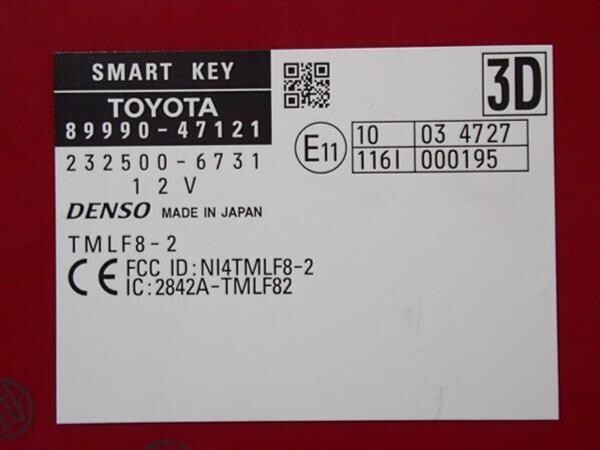 SMART KEY
TOYOTA
89990-47121
232500-6731
12V
DENSO MADE IN JAPAN
TMLF8-2
CE FCC ID:NI4TMLF8-2
IC:2842A-TMLF82
3D
E11
10 03 4727
116I 000195